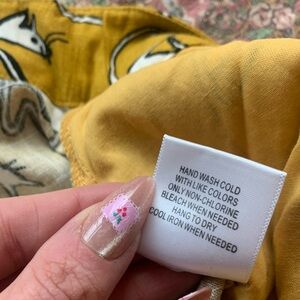 HAND WASH COLD
WITH LIKE COLORS
ONLY NON-CHLORINE
BLEACH WHEN NEEDED
HANG TO DRY
COOL IRON WHEN NEEDED